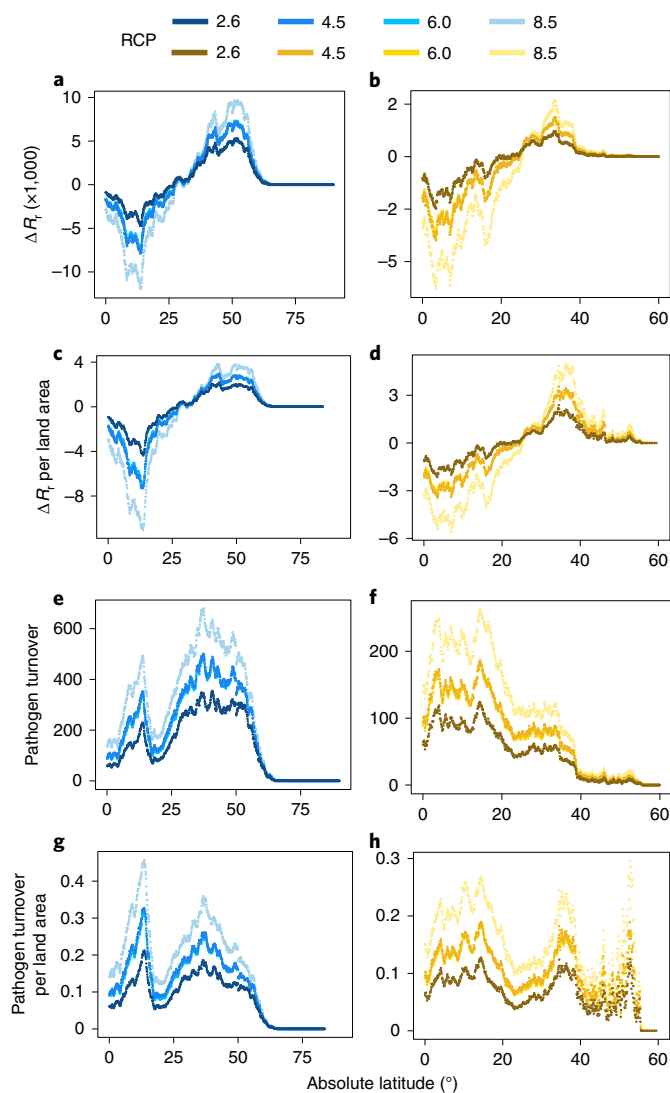 RCP 2.6 4.5 6.0 8.5
2.6 4.5 6.0 8.5
a
10
5
0
−5
−10
0 25 50 75
Δ Rr (×1,000)
b
2
0
−2
−5
0 20 40 60
c
4
0
−4
−8
0 25 50 75
Δ Rr per land area
d
3
0
−3
−6
0 20 40 60
e
600
400
200
0
0 25 50 75
Pathogen turnover
f
200
100
0
0 20 40 60
g
0.4
0.3
0.2
0.1
0
0 25 50 75
Pathogen turnover
per land area
h
0.3
0.2
0.1
0
0 20 40 60
Absolute latitude (°)